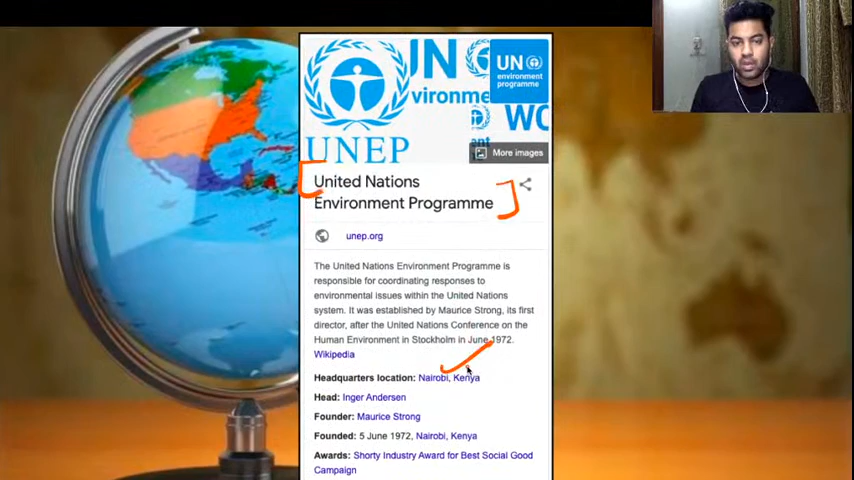 UN
vironme
UN
environment
programme
WO
UNEP
More images
United Nations
Environment Programme
unep.org
The United Nations Environment Programme is
responsible for coordinating responses to
environmental issues within the United Nations
system. It was established by Maurice Strong, its first
director, after the United Nations Conference on the
Human Environment in Stockholm in June 1972.
Wikipedia
Headquarters location: Nairobi, Kenya
Head: Inger Andersen
Founder: Maurice Strong
Founded: 5 June 1972, Nairobi, Kenya
Awards: Shorty Industry Award for Best Social Good
Campaign